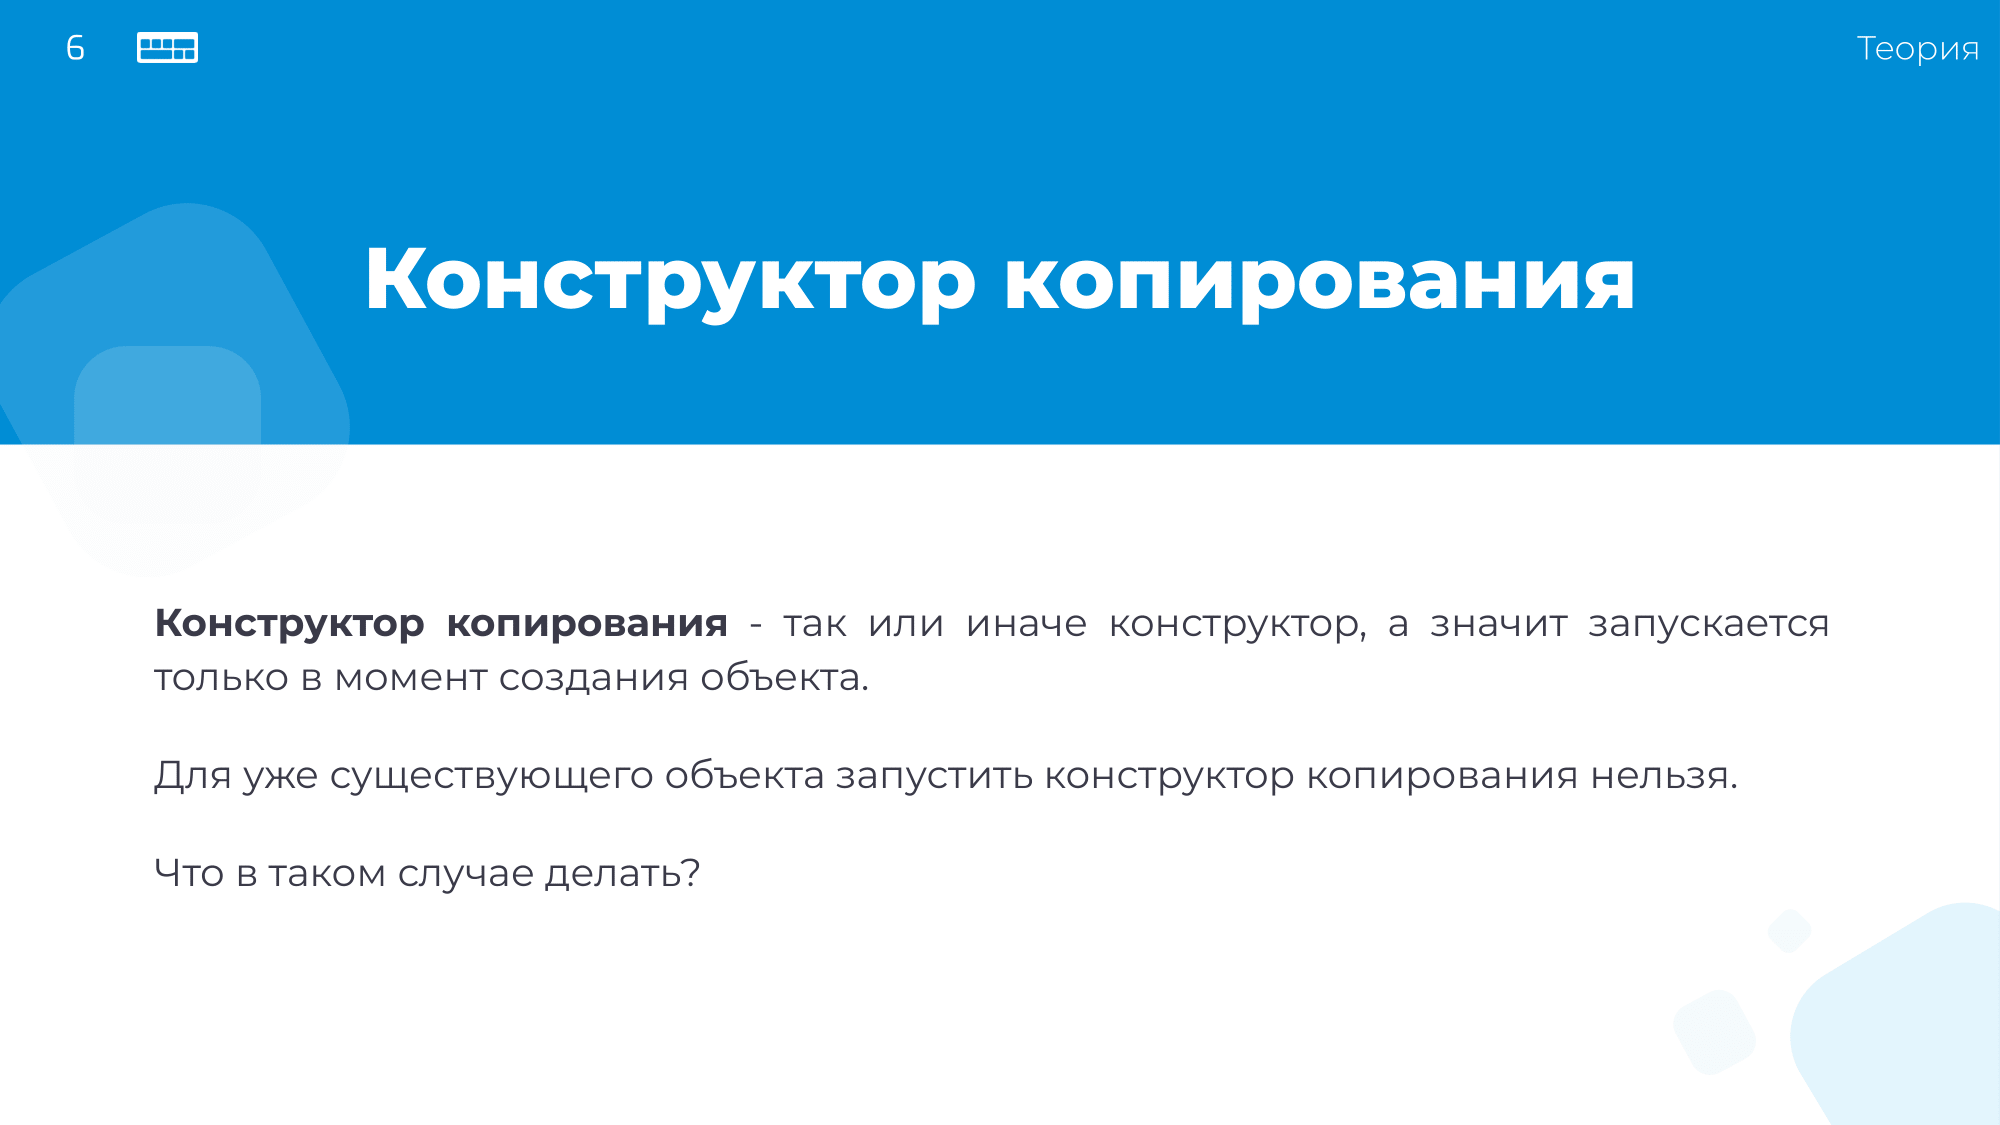 6
Теория
Конструктор копирования
Конструктор копирования - так или иначе конструктор, а значит запускается
только в момент создания объекта.
Для уже существующего объекта запустить конструктор копирования нельзя.
Что в таком случае делать?